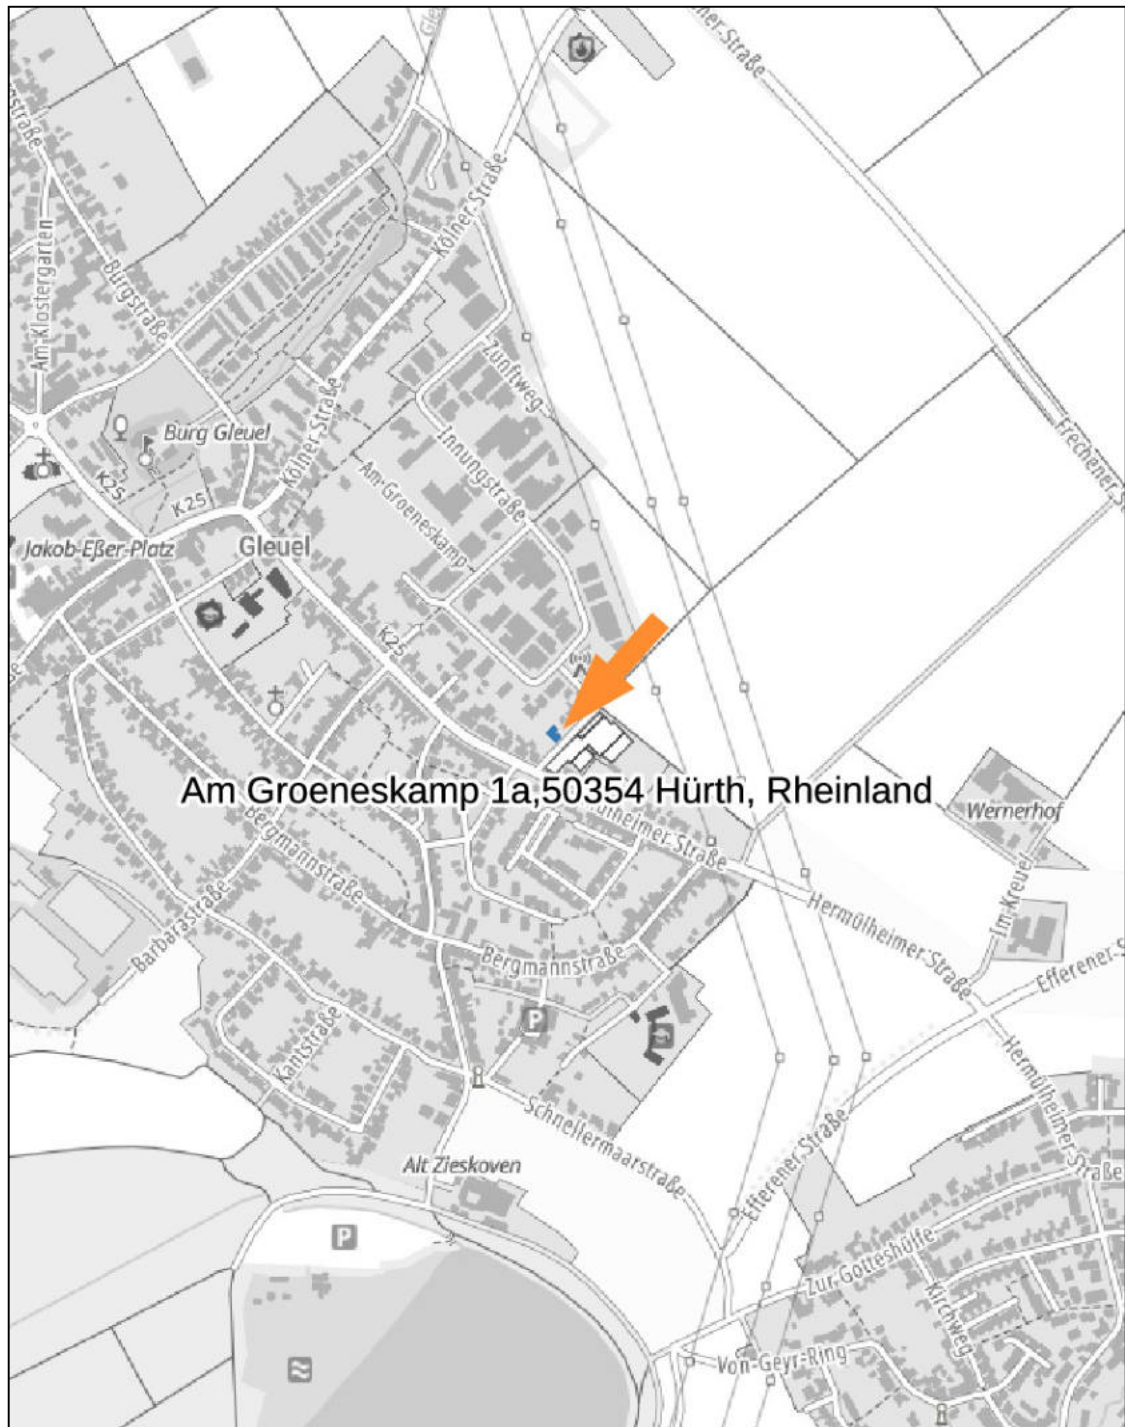 Kölner-Straße
Am-Klostergarten
Burgstraße
Zunftweg
Burg Gleuel
Kölner-Straße
Innungstraße
Frechener-S
K25
K25
Am-Groeneskamp
Jakob-Eßer-Platz
Gleuel
K25
Am Groeneskamp 1a,50354 Hürth, Rheinland
Wernerhof
ülheimer-Straße
Bergmannstraße
Im-Kreuel
Hermülheimer-Straße
Barbarastraße
Bergmannstraße
Efferener-S
P
Kantstraße
Hermülheimer-Straße
Schnellermaarstraße
Efferener-Straße
Alt Zieskoven
P
Zur-Gotteshülfe
Kirchweg
Von-Geyr-Ring